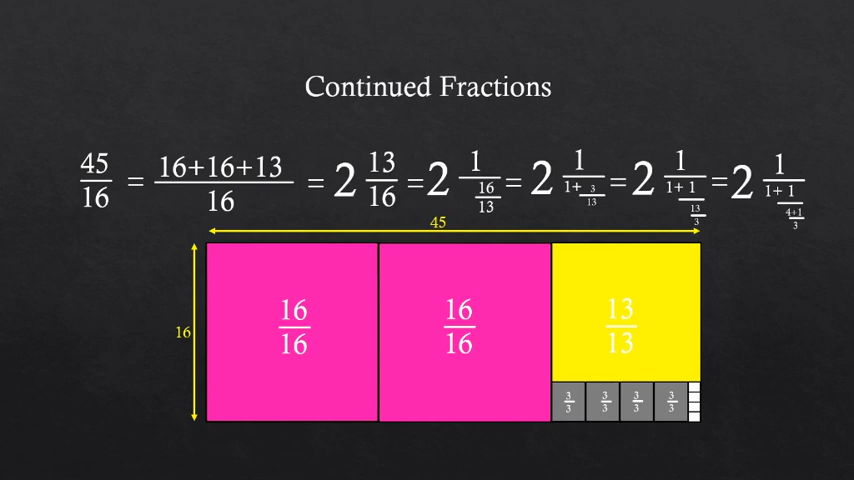 Continued Fractions
45/16 = 16+16+13/16 = 2 13/16 = 2 1/16/13 = 2 1/1+ 3/13 = 2 1/1+ 1/13/3 = 2 1/1+ 1/4+1/3
45
16
16/16 16/16 13/13
3/3 3/3 3/3 3/3